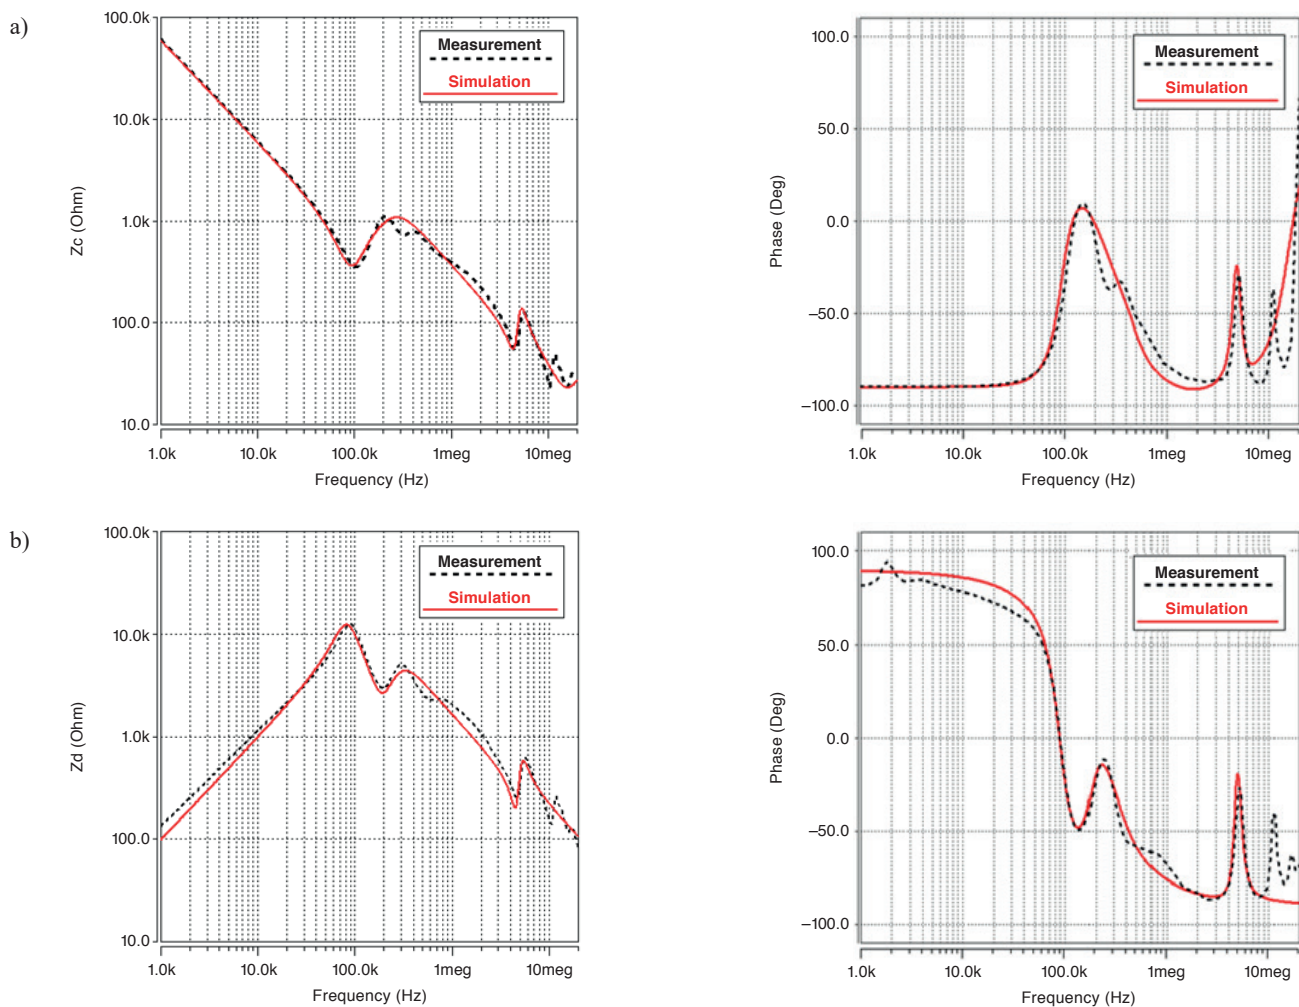 a)
100.0k
10.0k
1.0k
100.0
10.0
Zc (Ohm)
Measurement
Simulation
1.0k 10.0k 100.0k 1meg 10meg
Frequency (Hz)
100.0
50.0
0.0
−50.0
−100.0
Phase (Deg)
Measurement
Simulation
1.0k 10.0k 100.0k 1meg 10meg
Frequency (Hz)
b)
100.0k
10.0k
1.0k
100.0
10.0
Zd (Ohm)
Measurement
Simulation
1.0k 10.0k 100.0k 1meg 10meg
Frequency (Hz)
100.0
50.0
0.0
−50.0
−100.0
Phase (Deg)
Measurement
Simulation
1.0k 10.0k 100.0k 1meg 10meg
Frequency (Hz)